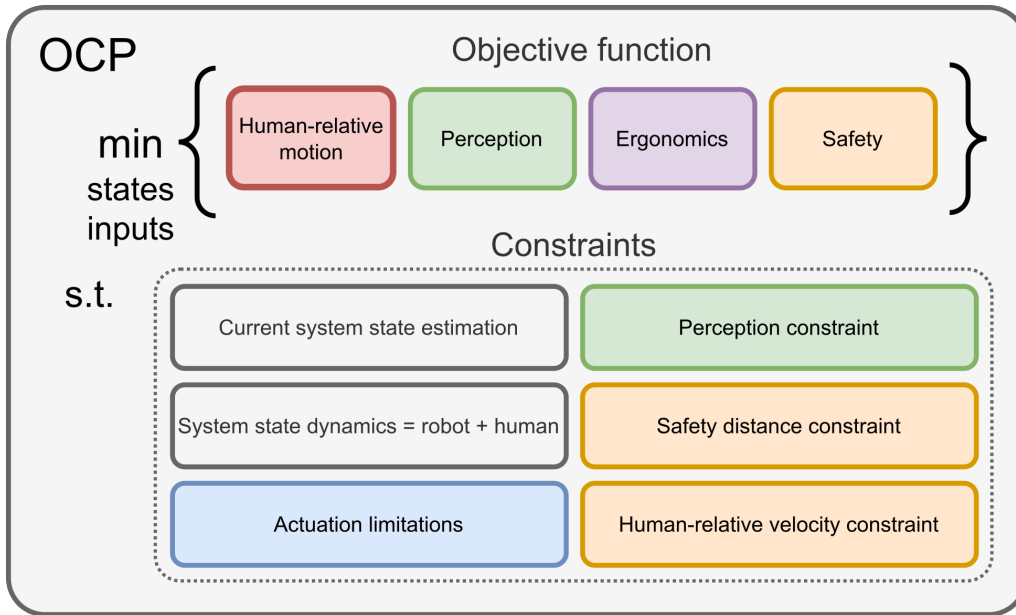 OCP
Objective function
min
states
inputs
Human-relative
motion
Perception
Ergonomics
Safety
Constraints
s.t.
Current system state estimation
Perception constraint
System state dynamics = robot + human
Safety distance constraint
Actuation limitations
Human-relative velocity constraint